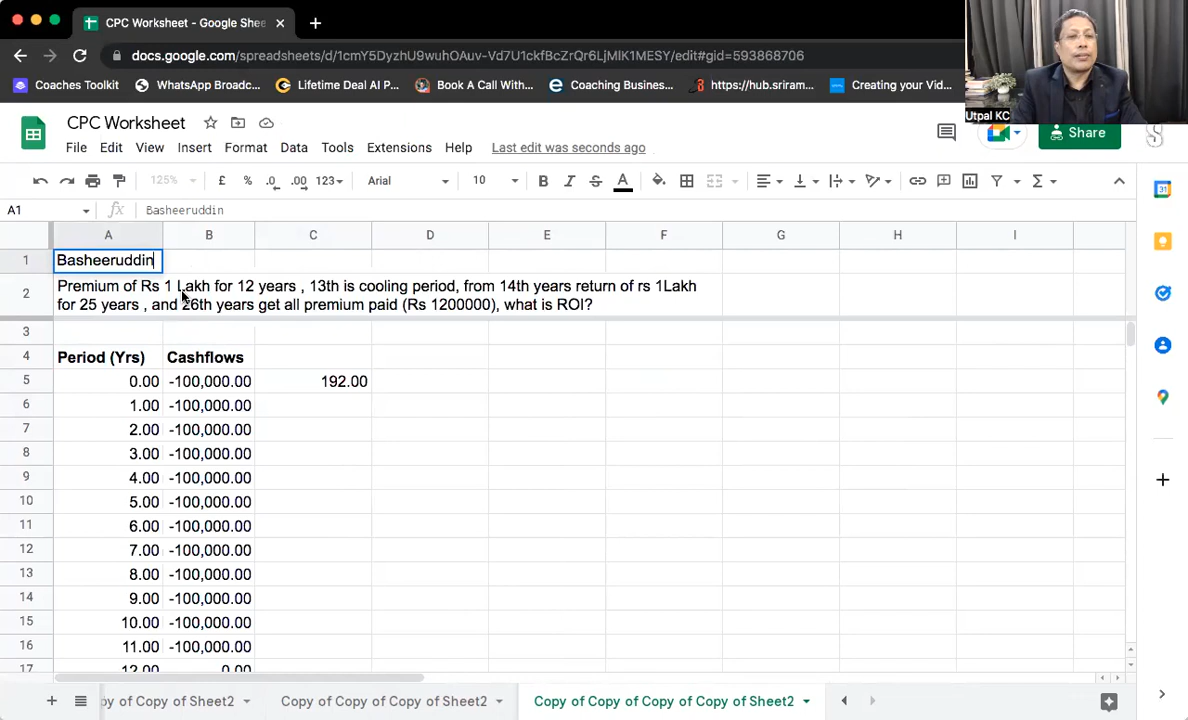 CPC Worksheet - Google Shee
docs.google.com/spreadsheets/d/1cmY5DyzhU9wuhOAuv-Vd7U1ckfBcZrQr6LjMIK1MESY/edit#gid=593868706
Coaches Toolkit
WhatsApp Broadc...
Lifetime Deal AI P...
Book A Call With...
Coaching Busines...
https://hub.sriram...
Creating your Vid...
Utpal KC
CPC Worksheet
Share
File Edit View Insert Format Data Tools Extensions Help Last edit was seconds ago
125% £ % .0 .00 123 Arial 10 B I S A
A1 fx Basheeruddin
A B C D E F G H I
1 Basheeruddin
2 Premium of Rs 1 Lakh for 12 years , 13th is cooling period, from 14th years return of rs 1Lakh
for 25 years , and 26th years get all premium paid (Rs 1200000), what is ROI?
3
4 Period (Yrs) Cashflows
5 0.00 -100,000.00 192.00
6 1.00 -100,000.00
7 2.00 -100,000.00
8 3.00 -100,000.00
9 4.00 -100,000.00
10 5.00 -100,000.00
11 6.00 -100,000.00
12 7.00 -100,000.00
13 8.00 -100,000.00
14 9.00 -100,000.00
15 10.00 -100,000.00
16 11.00 -100,000.00
17 12.00 0.00
py of Copy of Sheet2
Copy of Copy of Copy of Sheet2
Copy of Copy of Copy of Copy of Sheet2